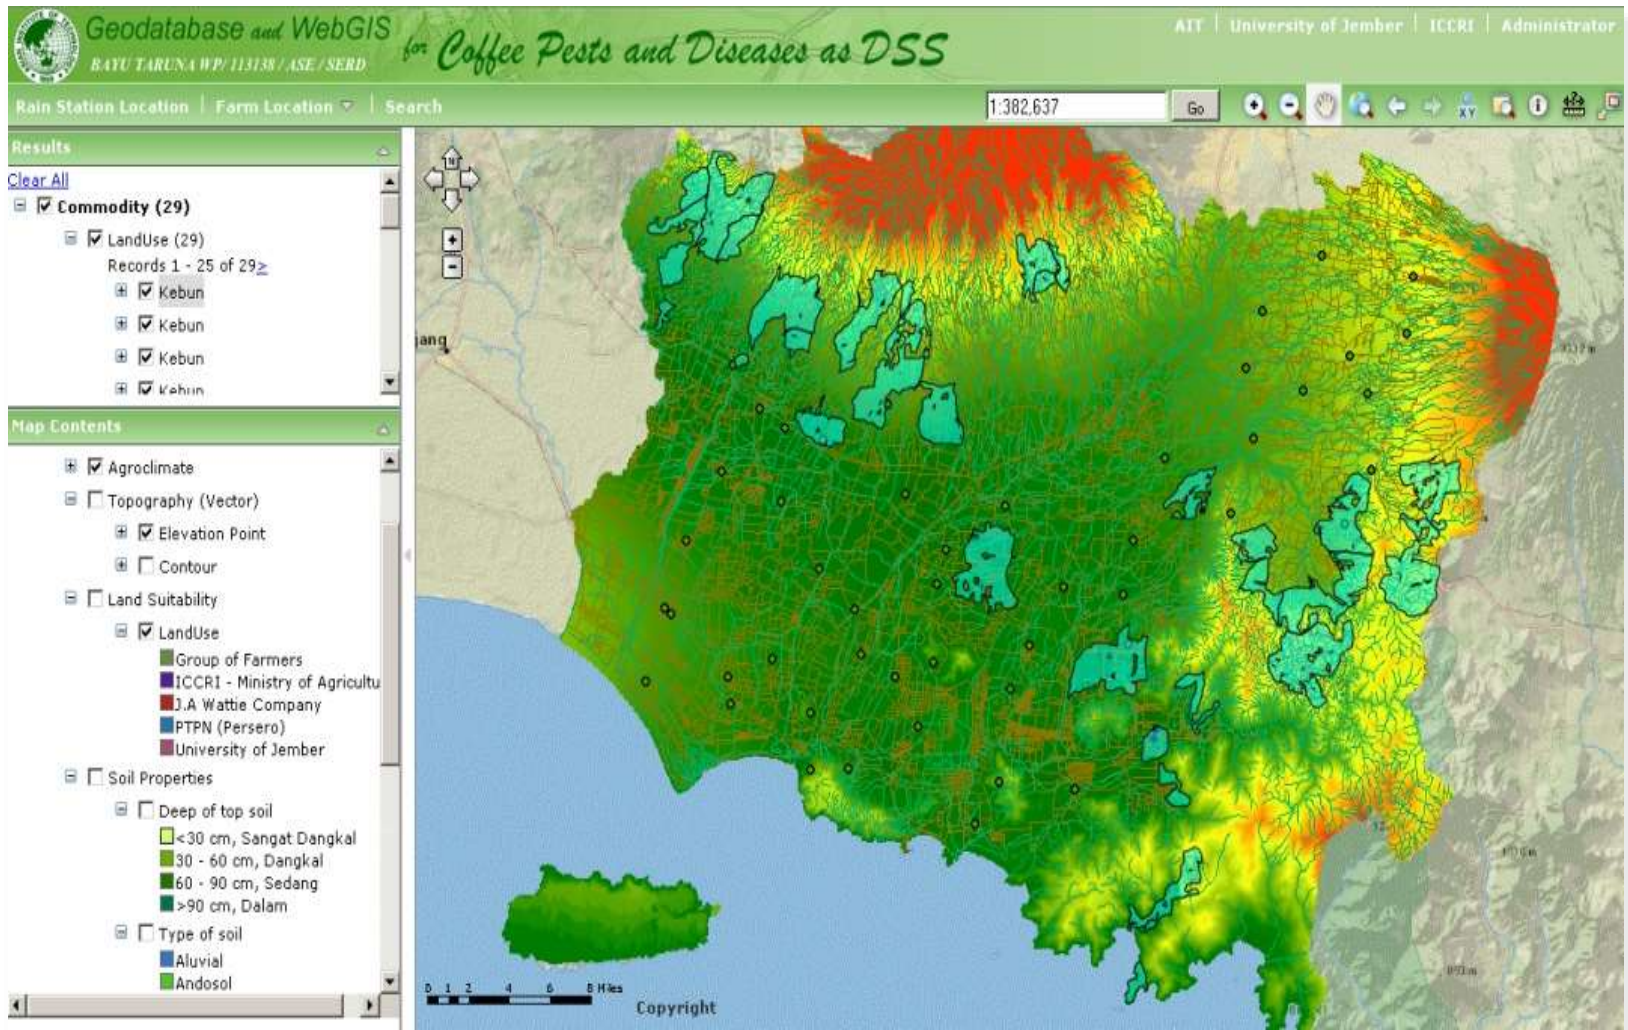 Geodatabase and WebGIS for Coffee Pests and Diseases as DSS
BAYU TARUNA WP/ 113138 / ASE / SERD
AIT | University of Jember | ICCRI | Administrator
Rain Station Location | Farm Location | Search
1:382,637 Go
XY
Results
Clear All
Commodity (29)
LandUse (29)
Records 1 - 25 of 29>
Kebun
Kebun
Kebun
Kebun
Map Contents
Agroclimate
Topography (Vector)
Elevation Point
Contour
Land Suitability
LandUse
Group of Farmers
ICCRI - Ministry of Agricultu
J.A Wattie Company
PTPN (Persero)
University of Jember
Soil Properties
Deep of top soil
<30 cm, Sangat Dangkal
30 - 60 cm, Dangkal
60 - 90 cm, Sedang
>90 cm, Dalam
Type of soil
Aluvial
Andosol
N
jang
0 1 2 4 6 8 Miles
Copyright